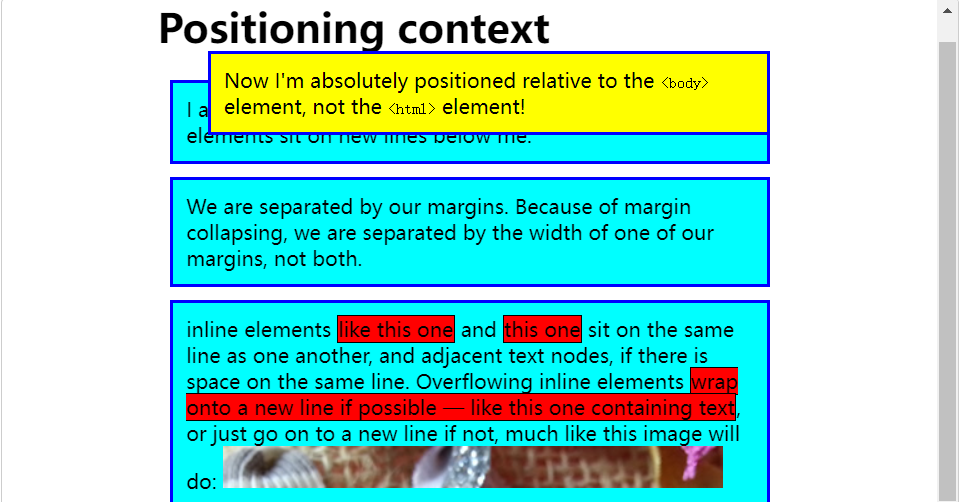 Positioning context
Now I'm absolutely positioned relative to the <body>
element, not the <html> element!
I a
elements sit on new lines below me.
We are separated by our margins. Because of margin
collapsing, we are separated by the width of one of our
margins, not both.
inline elements like this one and this one sit on the same
line as one another, and adjacent text nodes, if there is
space on the same line. Overflowing inline elements wrap
onto a new line if possible — like this one containing text,
or just go on to a new line if not, much like this image will
do: